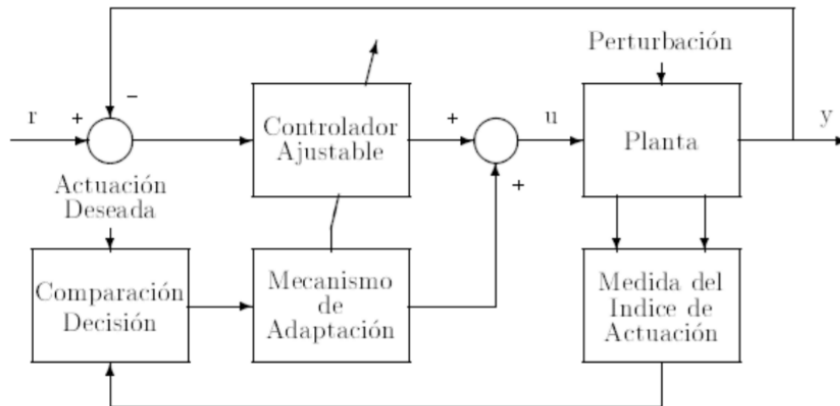 Perturbación
r
+
−
Controlador
Ajustable
+
u
Planta
y
+
Actuación
Deseada
Comparación
Decisión
Mecanismo
de
Adaptación
Medida del
Indice de
Actuación